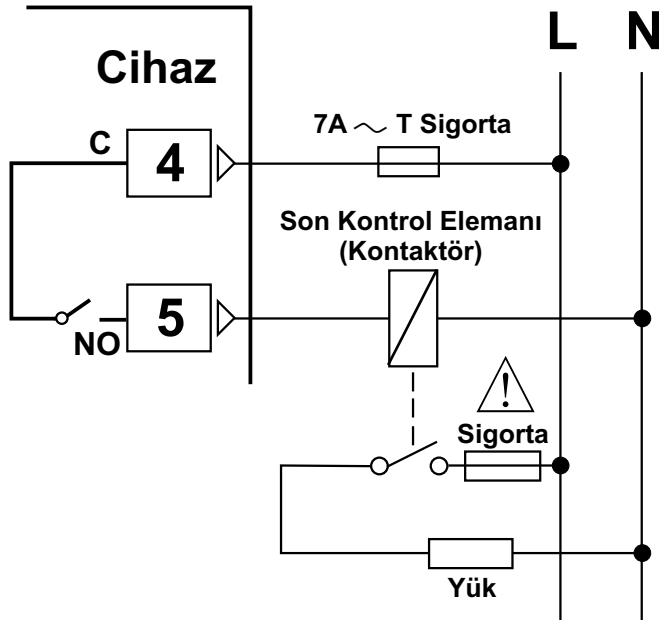 L N
Cihaz
7A ~ T Sigorta
C
4
Son Kontrol Elemanı
(Kontaktör)
5
NO
!
Sigorta
Yük